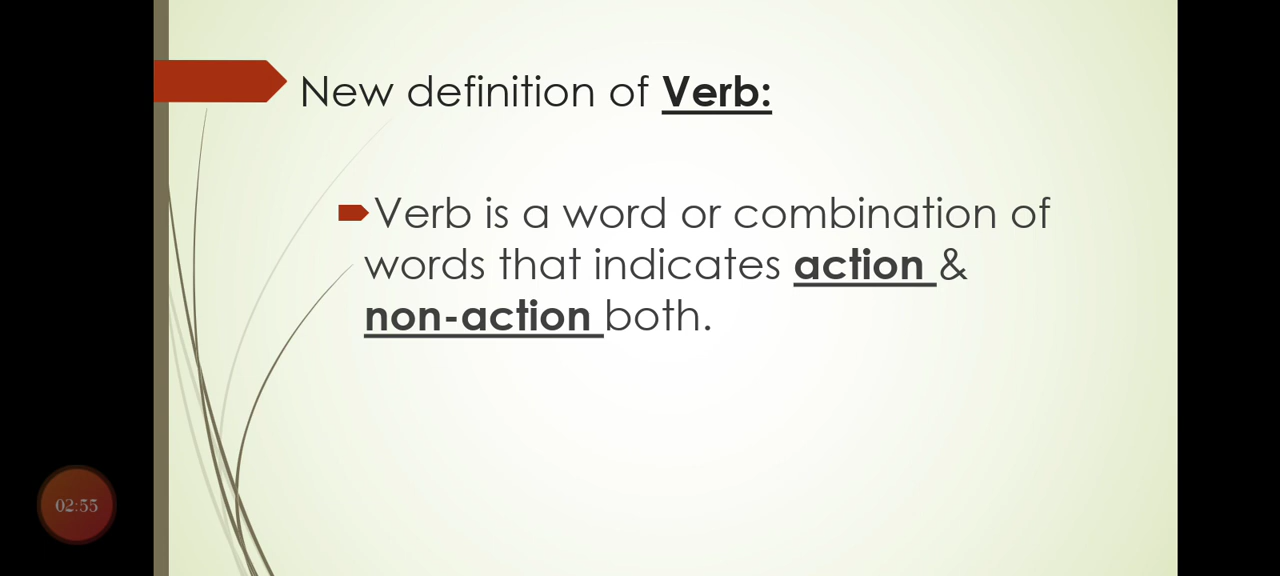 New definition of Verb:
Verb is a word or combination of
words that indicates action &
non-action both.
02:55